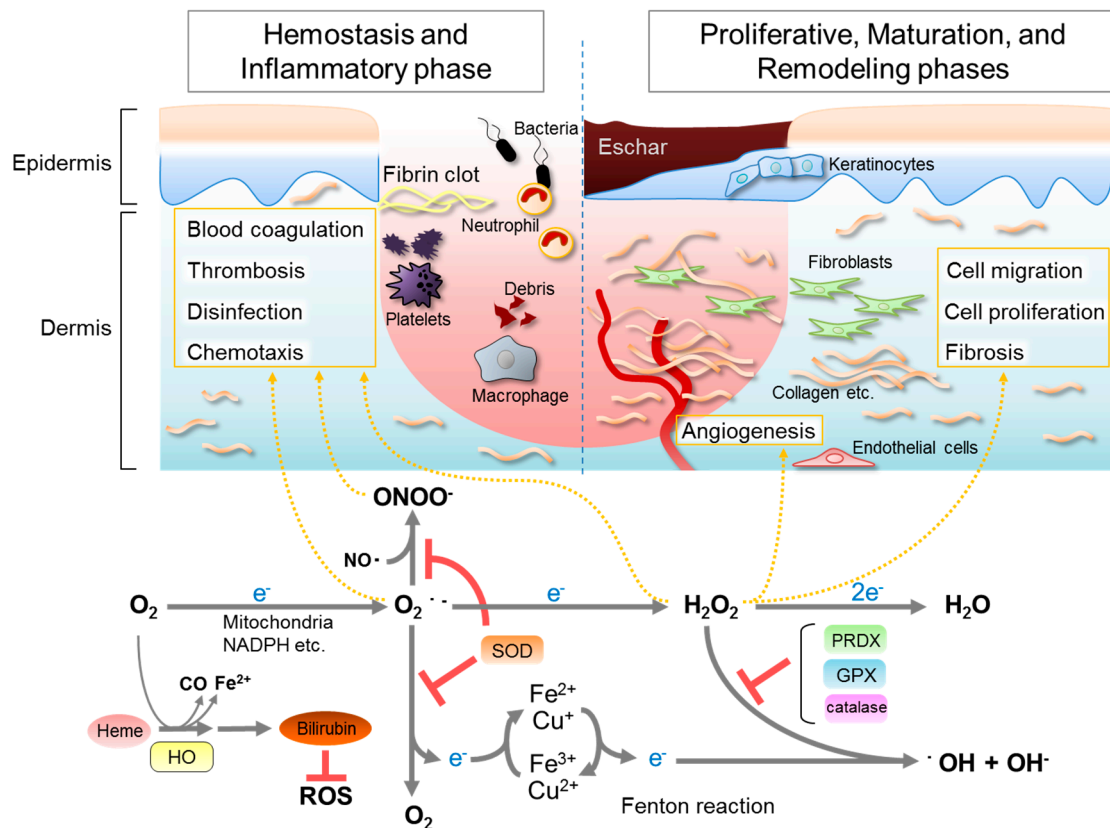 Hemostasis and
Inflammatory phase
Proliferative, Maturation, and
Remodeling phases
Epidermis
Dermis
Bacteria
Fibrin clot
Neutrophil
Eschar
Keratinocytes
Blood coagulation
Thrombosis
Disinfection
Chemotaxis
Platelets
Debris
Macrophage
Fibroblasts
Cell migration
Cell proliferation
Fibrosis
Collagen etc.
Angiogenesis
Endothelial cells
ONOO⁻
NO·
O₂
e⁻
Mitochondria
NADPH etc.
O₂··
e⁻
H₂O₂
2e⁻
H₂O
SOD
PRDX
GPX
catalase
CO Fe²⁺
Heme
HO
Bilirubin
ROS
Fe²⁺
Cu⁺
e⁻
Fe³⁺
Cu²⁺
e⁻
·OH + OH⁻
O₂
Fenton reaction